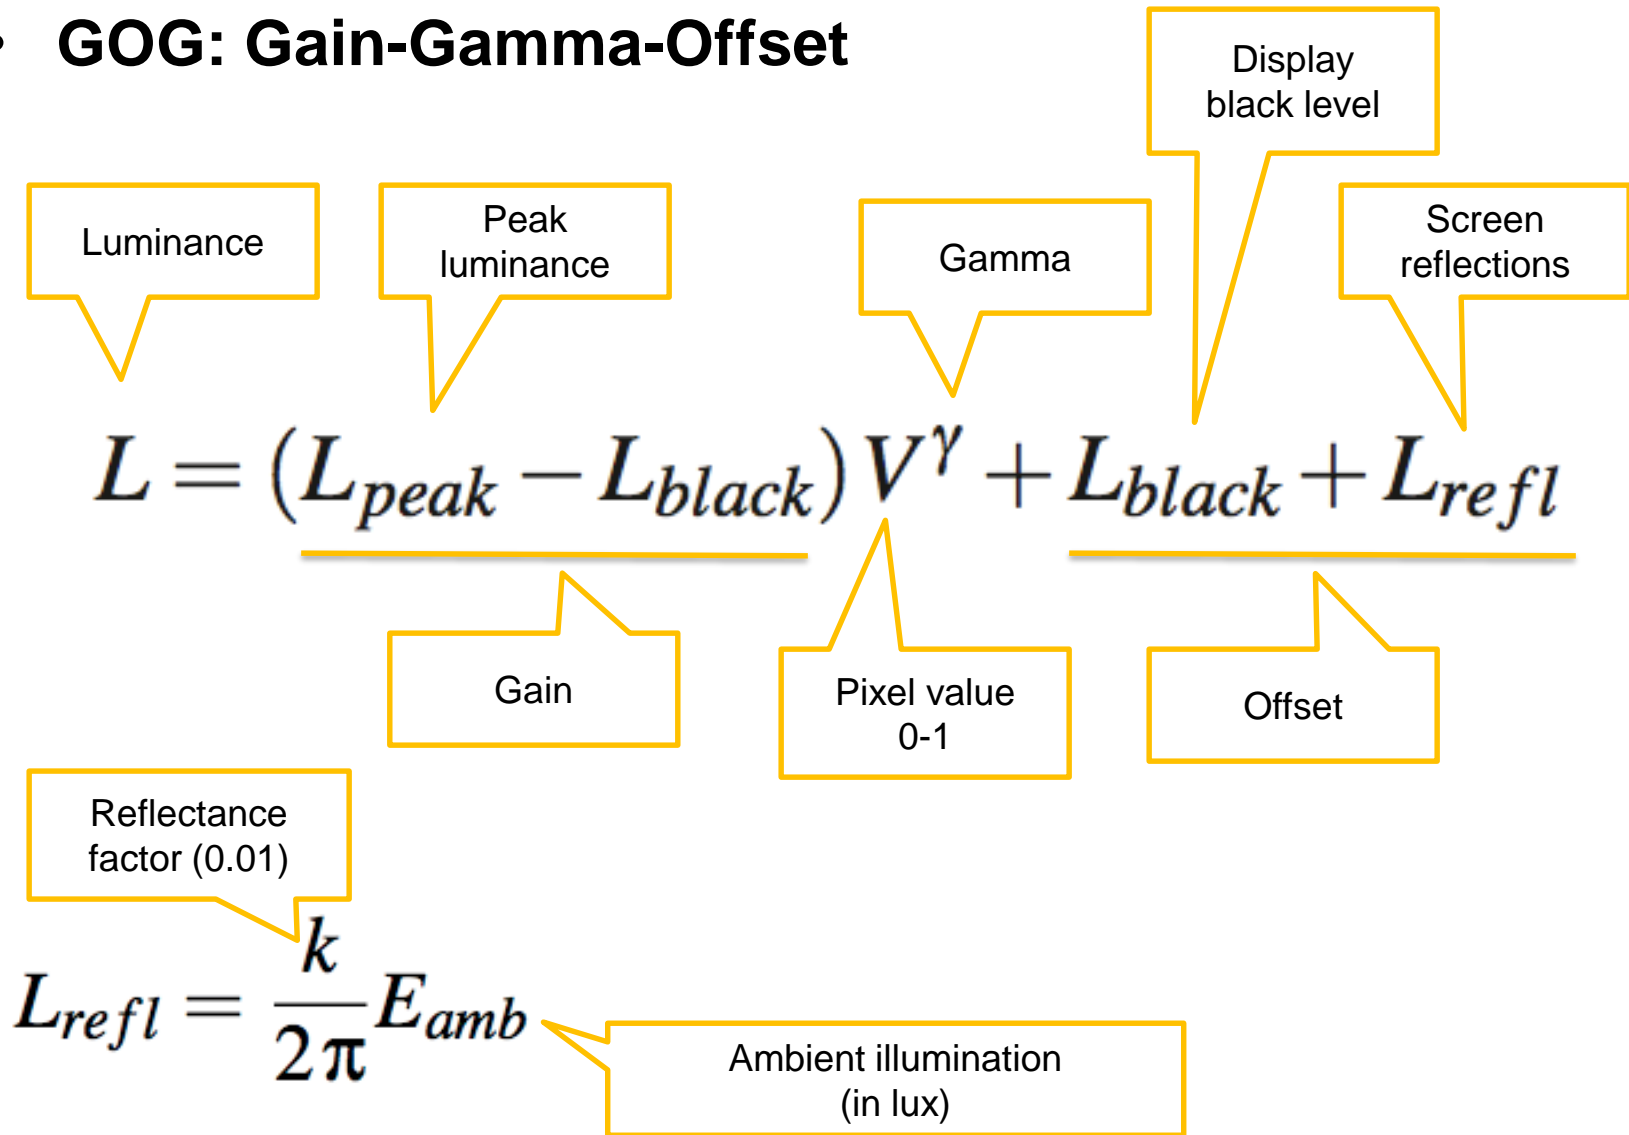 • GOG: Gain-Gamma-Offset
Display
black level
Luminance
Peak
luminance
Gamma
Screen
reflections
L = (L_peak − L_black) V^γ + L_black + L_refl
Gain
Pixel value
0-1
Offset
Reflectance
factor (0.01)
L_refl = k/2π E_amb
Ambient illumination
(in lux)